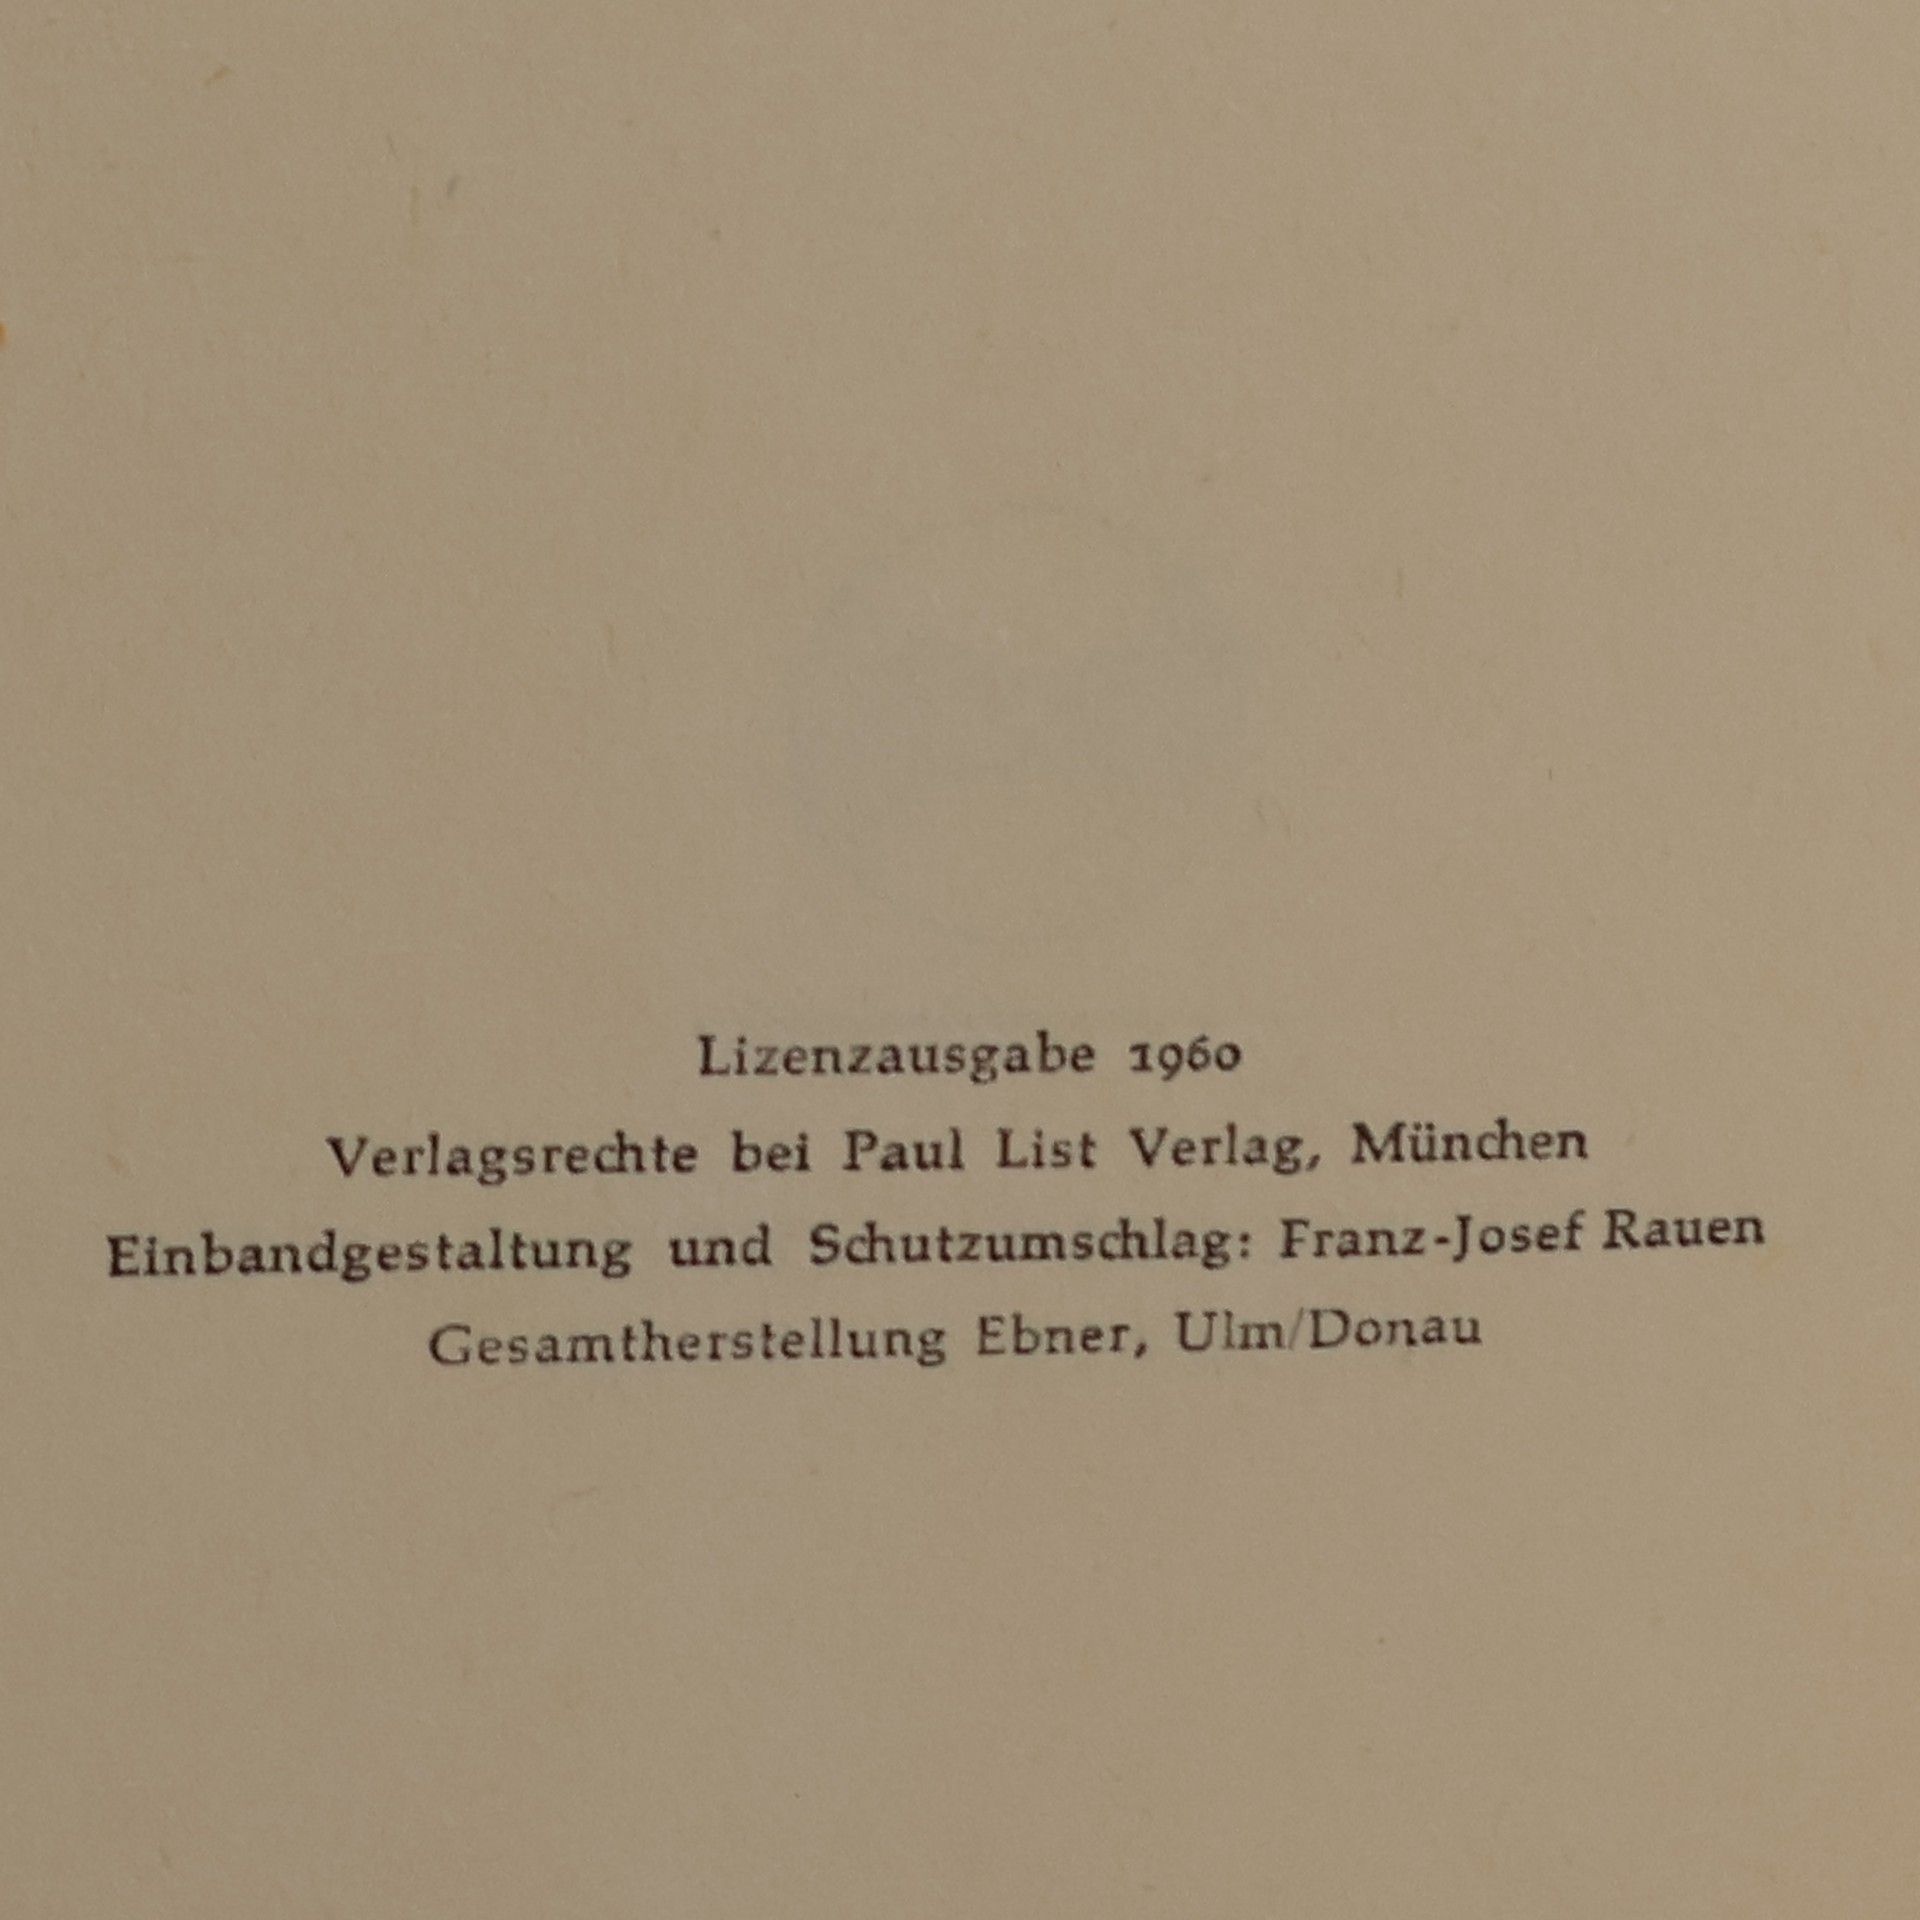 Lizenzausgabe 1960
Verlagsrechte bei Paul List Verlag, München
Einbandgestaltung und Schutzumschlag: Franz-Josef Rauen
Gesamtherstellung Ebner, Ulm/Donau